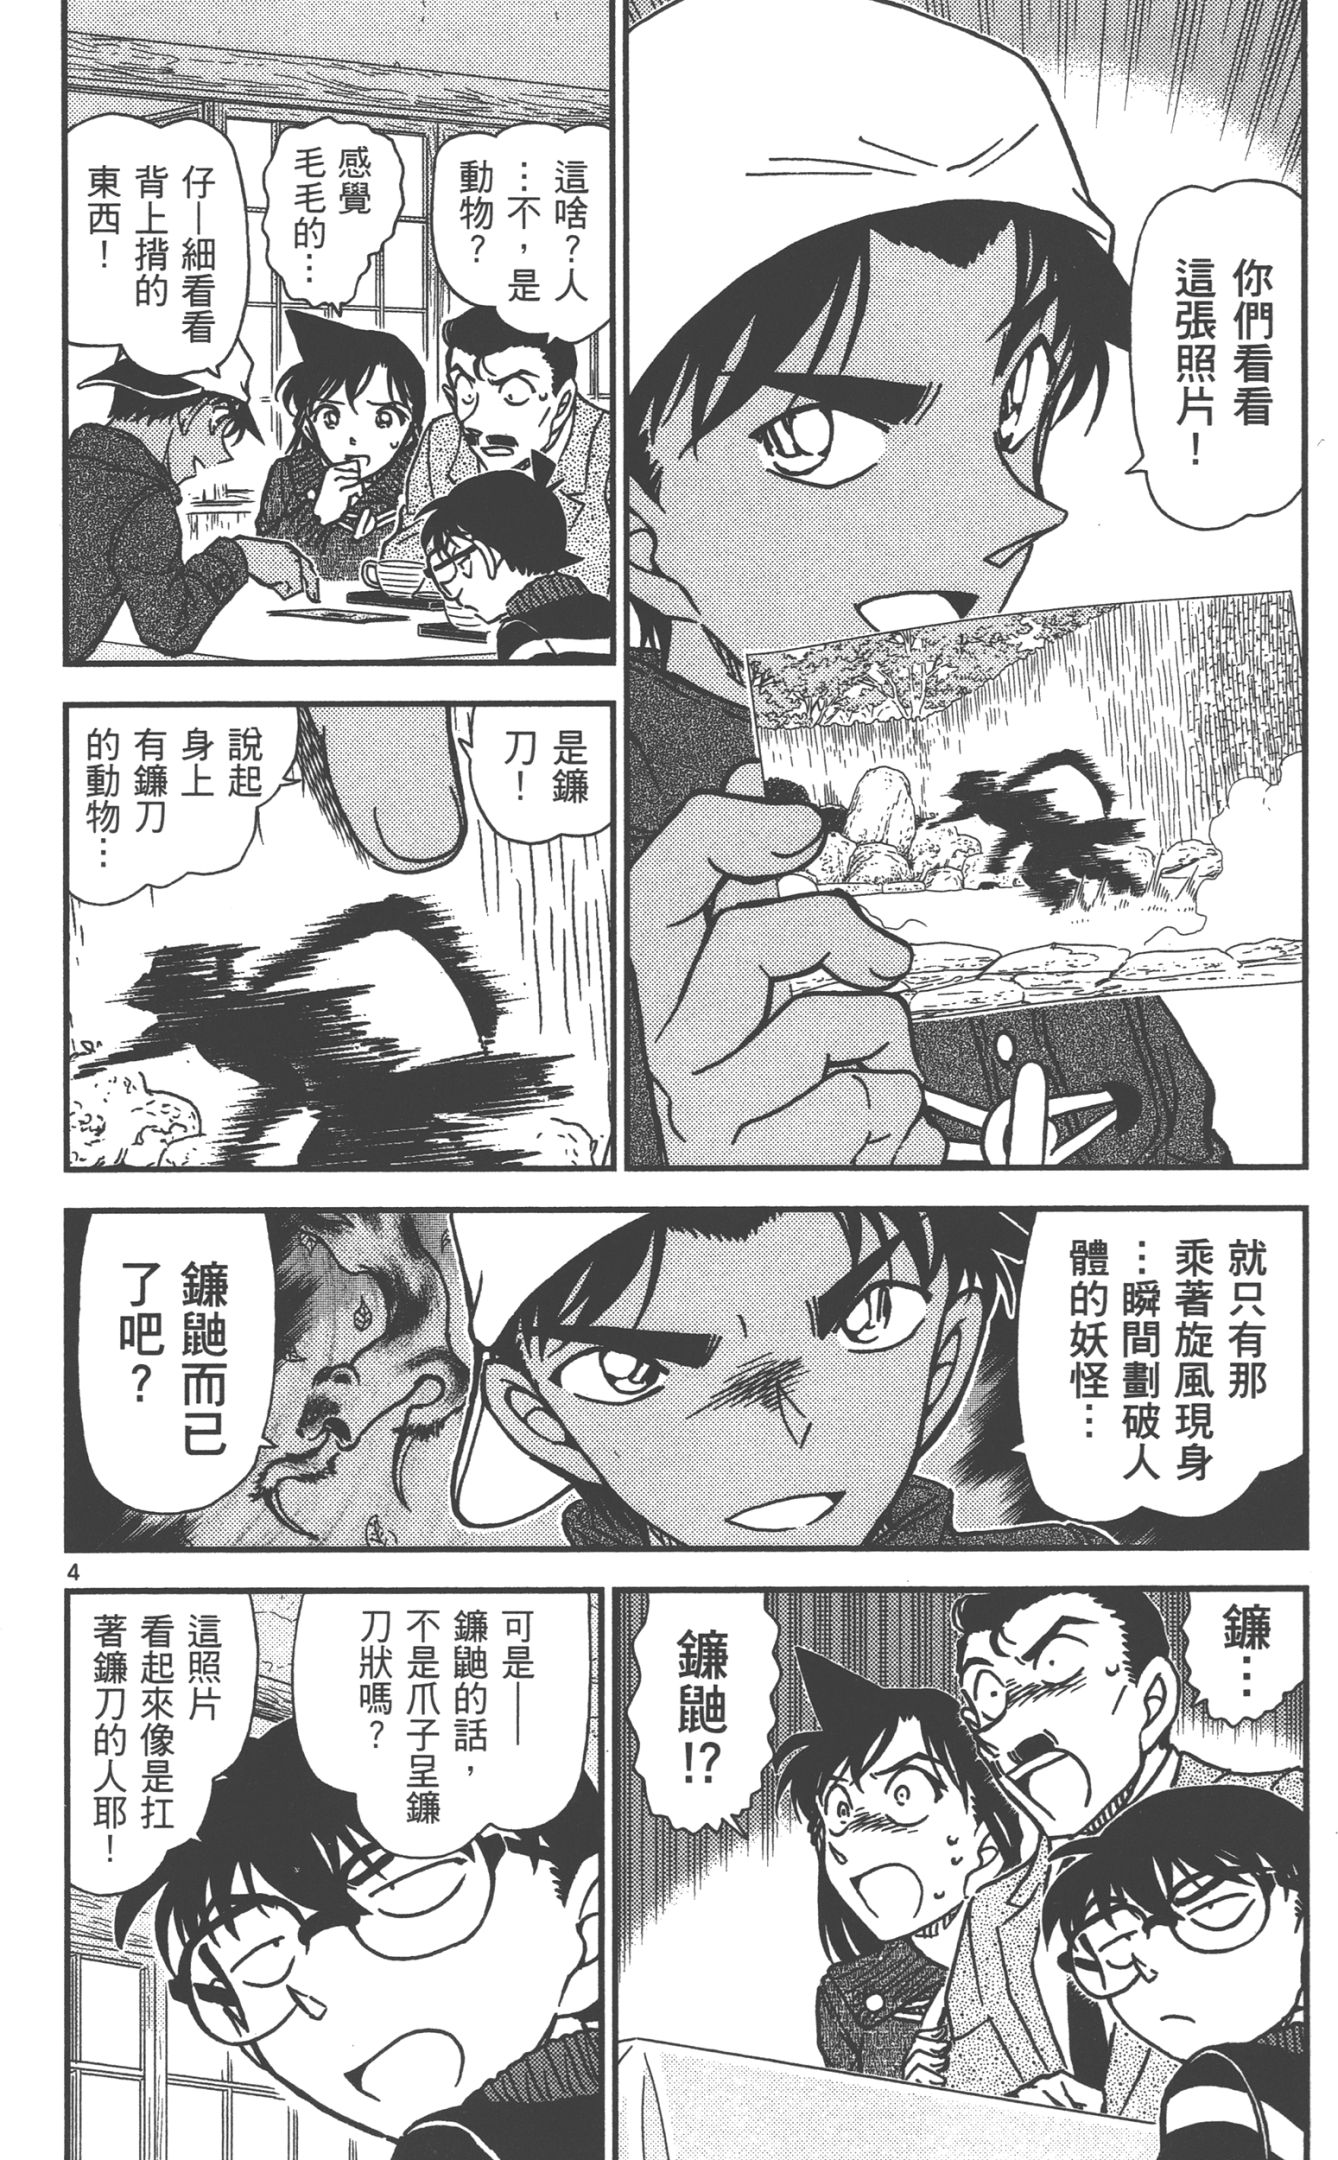 你們看看
這張照片！
這啥？人
…不，是
動物？
感覺
毛毛的…
仔—細看看
背上揹的
東西！
是鐮
刀！
說起
身上
有鐮刀
的動物…
就只有那
乘著旋風現身
…瞬間劃破人
體的妖怪…
鐮鼬而已
了吧？
鐮…
鐮鼬!?
可是——
鐮鼬的話，
不是爪子呈鐮
刀狀嗎？
這照片
看起來像是扛
著鐮刀的人耶！
4